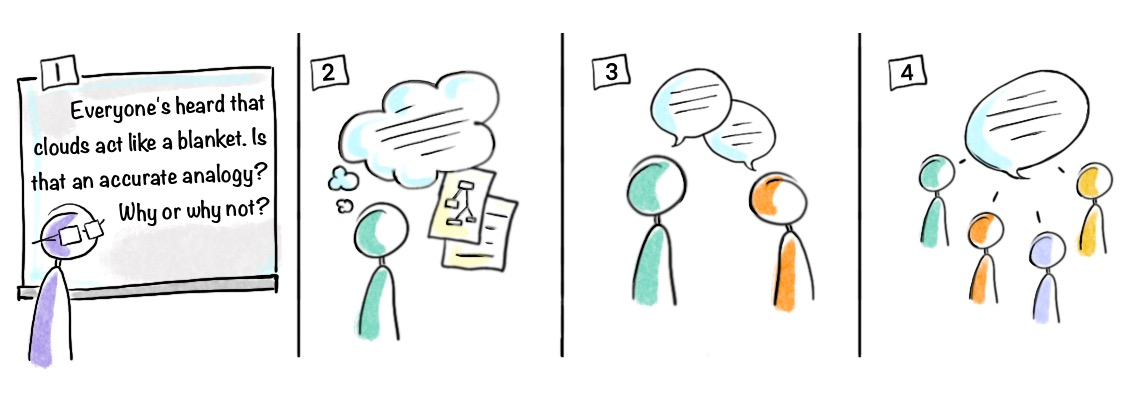 1
Everyone's heard that
clouds act like a blanket. Is
that an accurate analogy?
Why or why not?
2
3
4